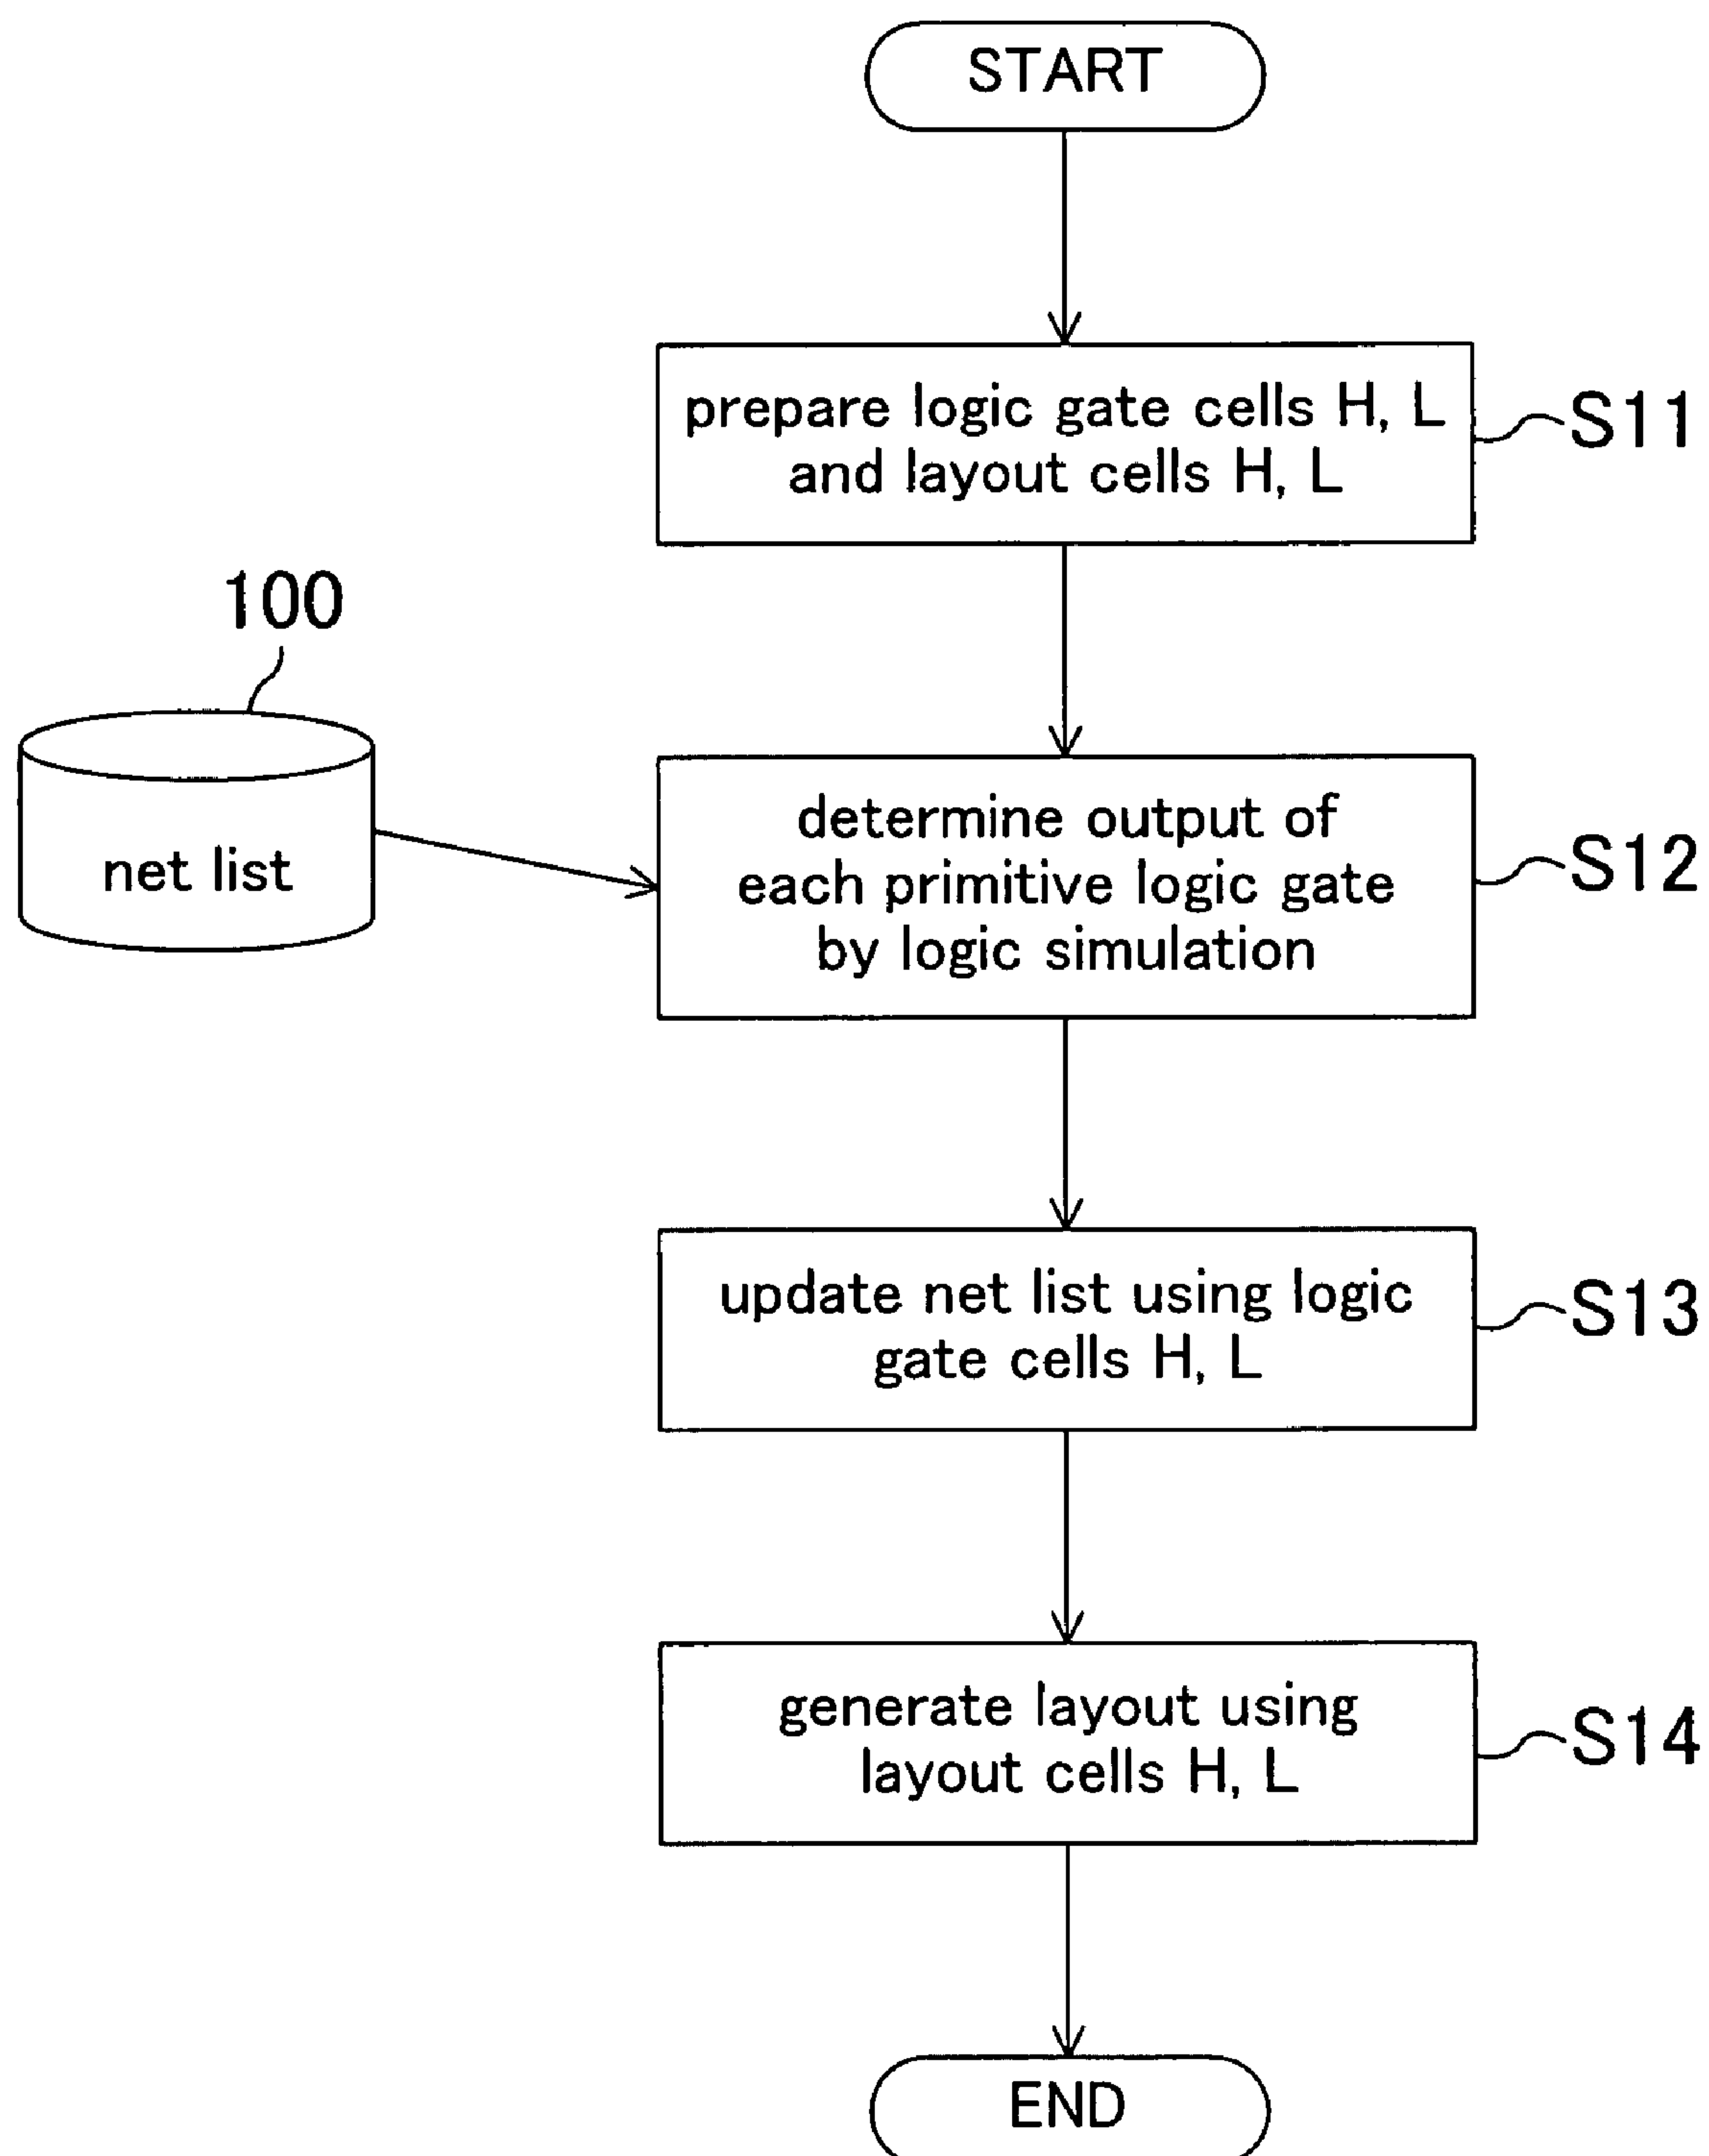 START
prepare logic gate cells H, L
and layout cells H, L
S11
100
net list
determine output of
each primitive logic gate
by logic simulation
S12
update net list using logic
gate cells H, L
S13
generate layout using
layout cells H, L
S14
END